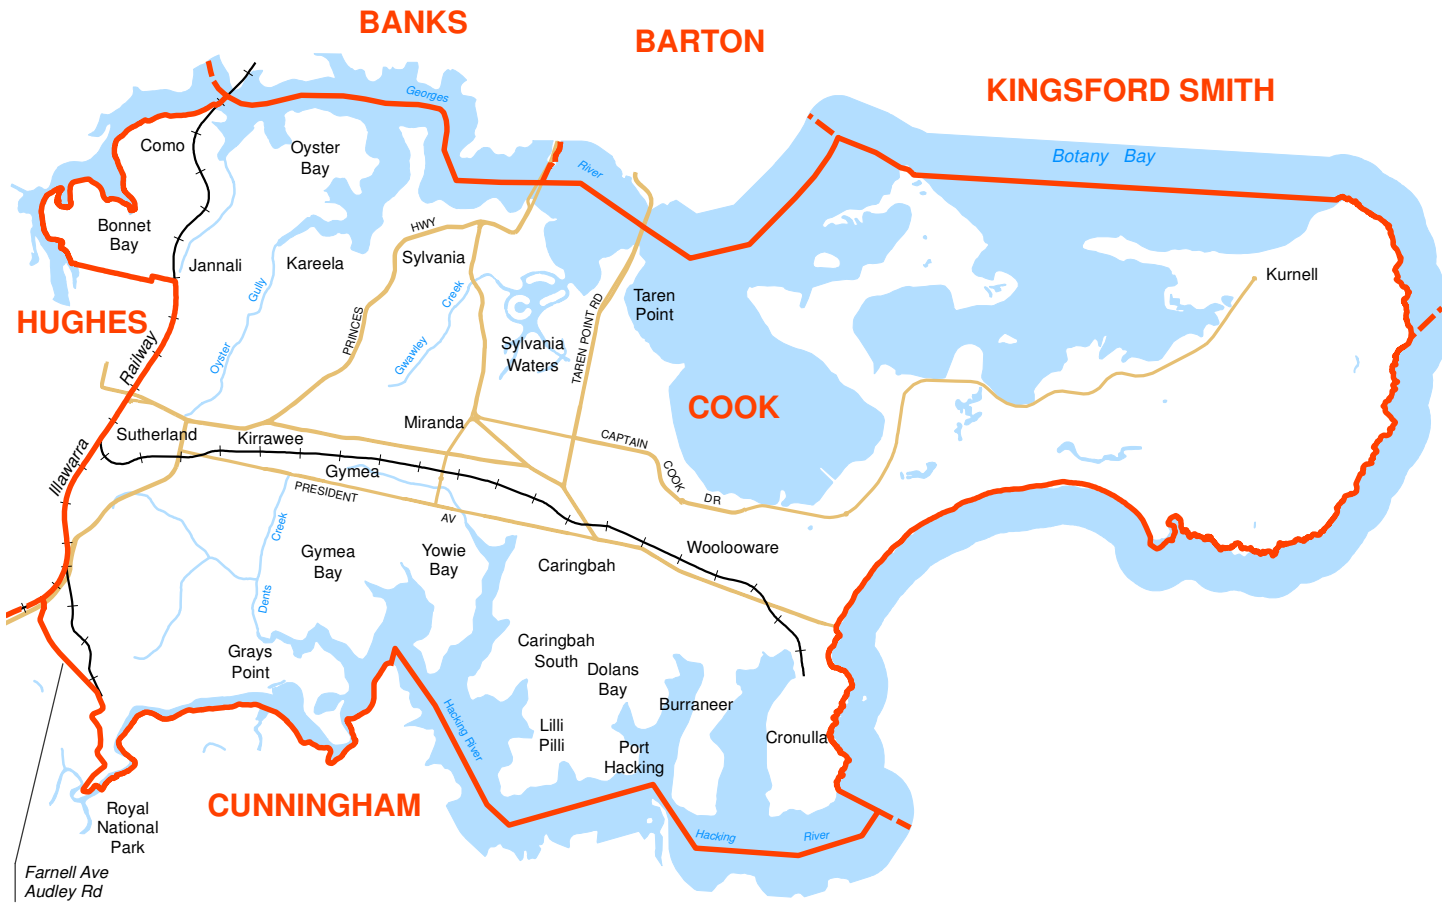 BANKS
BARTON
KINGSFORD SMITH
Georges
River
Botany Bay
Como
Oyster
Bay
Bonnet
Bay
HWY
Jannali
Kareela
Sylvania
Kurnell
Gully
Creek
Taren
Point
HUGHES
PRINCES
TAREN POINT RD
Railway
Oyster
Gwawley
Sylvania
Waters
COOK
Miranda
Sutherland
Kirrawee
CAPTAIN
COOK
DR
Illawarra
Gymea
PRESIDENT
AV
Creek
Dents
Gymea
Bay
Yowie
Bay
Caringbah
Woolooware
Grays
Point
Caringbah
South
Dolans
Bay
Burraneer
Hacking River
Lilli
Pilli
Port
Hacking
Cronulla
CUNNINGHAM
Royal
National
Park
Hacking
River
Farnell Ave
Audley Rd